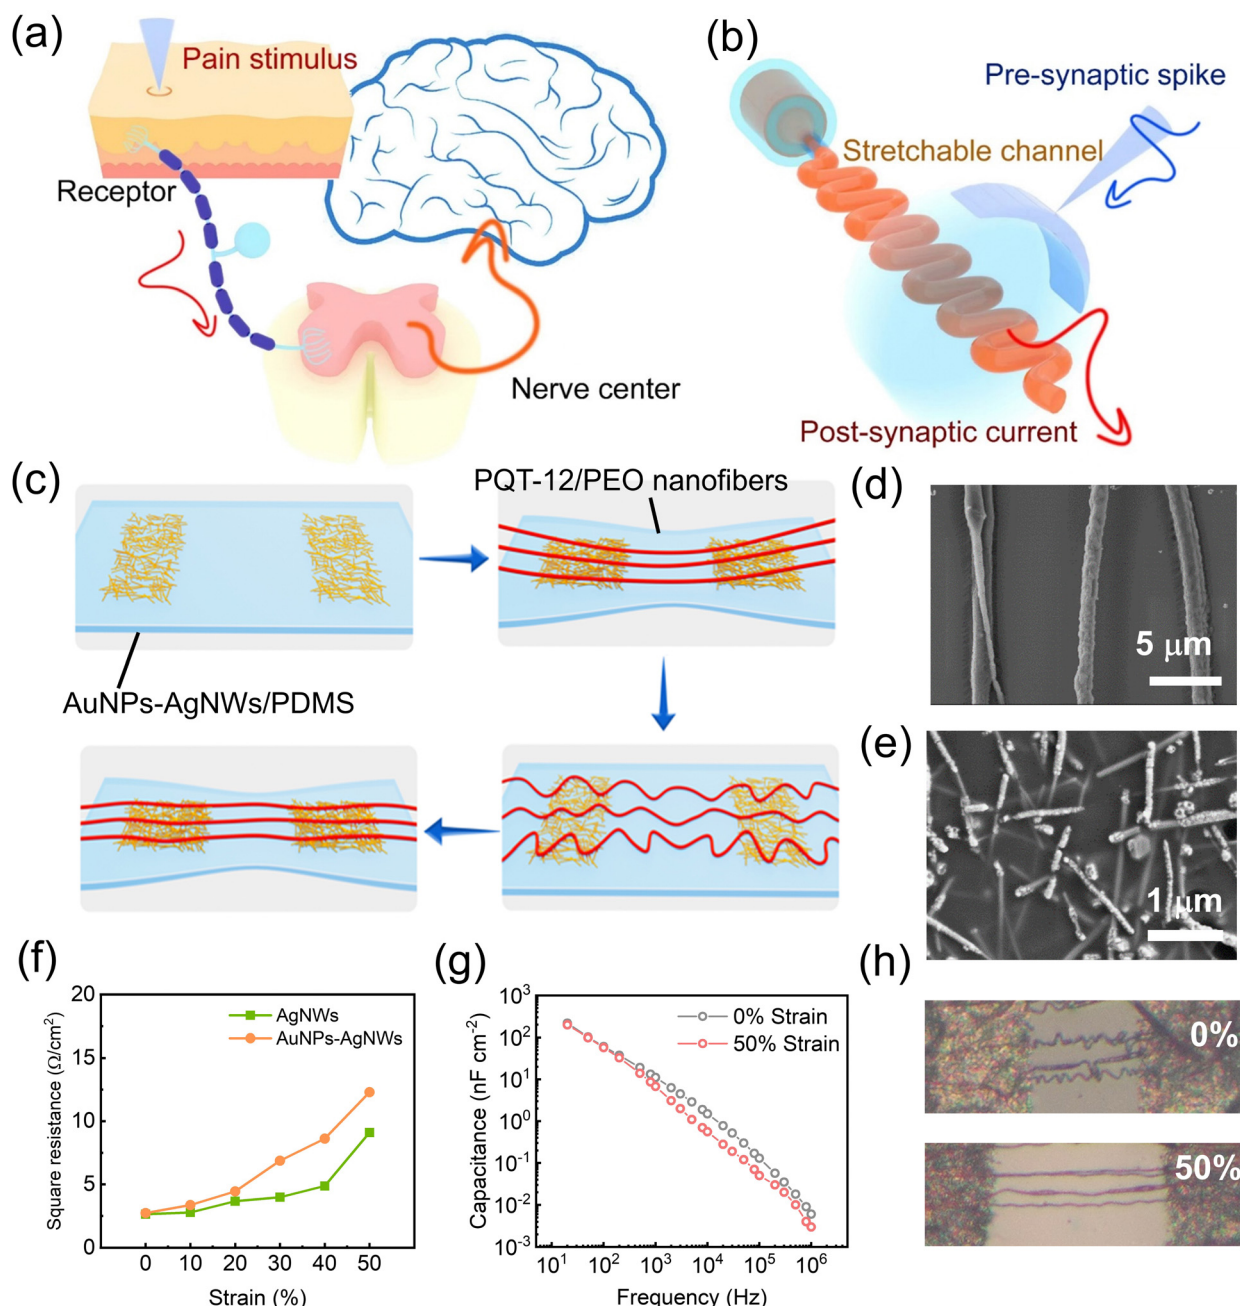 (a)
Pain stimulus
Receptor
Nerve center
(b)
Pre-synaptic spike
Stretchable channel
Post-synaptic current
(c)
PQT-12/PEO nanofibers
AuNPs-AgNWs/PDMS
(d)
5 μm
(e)
1 μm
(f)
Square resistance (Ω/cm²)
20
15
10
5
0
AgNWs
AuNPs-AgNWs
0 10 20 30 40 50
Strain (%)
(g)
Capacitance (nF cm⁻²)
10³
10²
10¹
10⁰
10⁻¹
10⁻²
10⁻³
0% Strain
50% Strain
10¹ 10² 10³ 10⁴ 10⁵ 10⁶
Frequency (Hz)
(h)
0%
50%